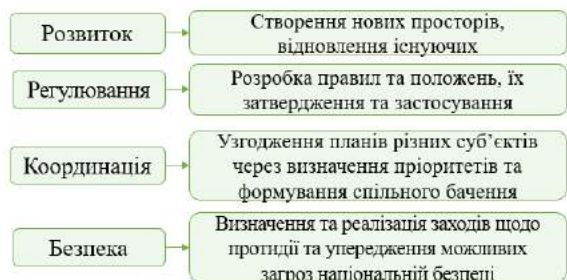 Розвиток
Створення нових просторів,
відновлення існуючих
Регулювання
Розробка правил та положень, їх
затвердження та застосування
Координація
Узгодження планів різних суб’єктів
через визначення пріоритетів та
формування спільного бачення
Безпека
Визначення та реалізація заходів щодо
протидії та упередження можливих
загроз національній безпеці